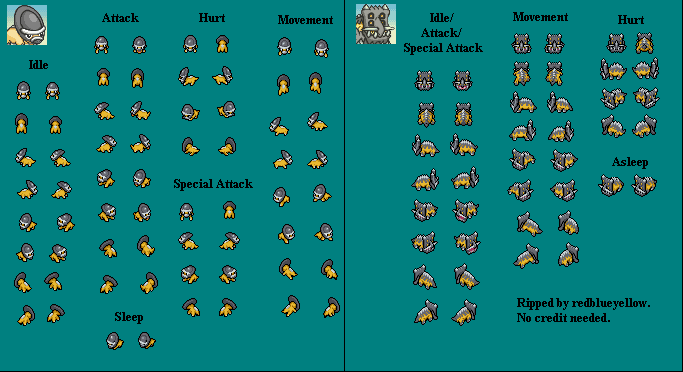 Idle
Attack
Hurt
Movement
Special Attack
Sleep
Idle/
Attack/
Special Attack
Movement
Hurt
Asleep
Ripped by redblueyellow.
No credit needed.